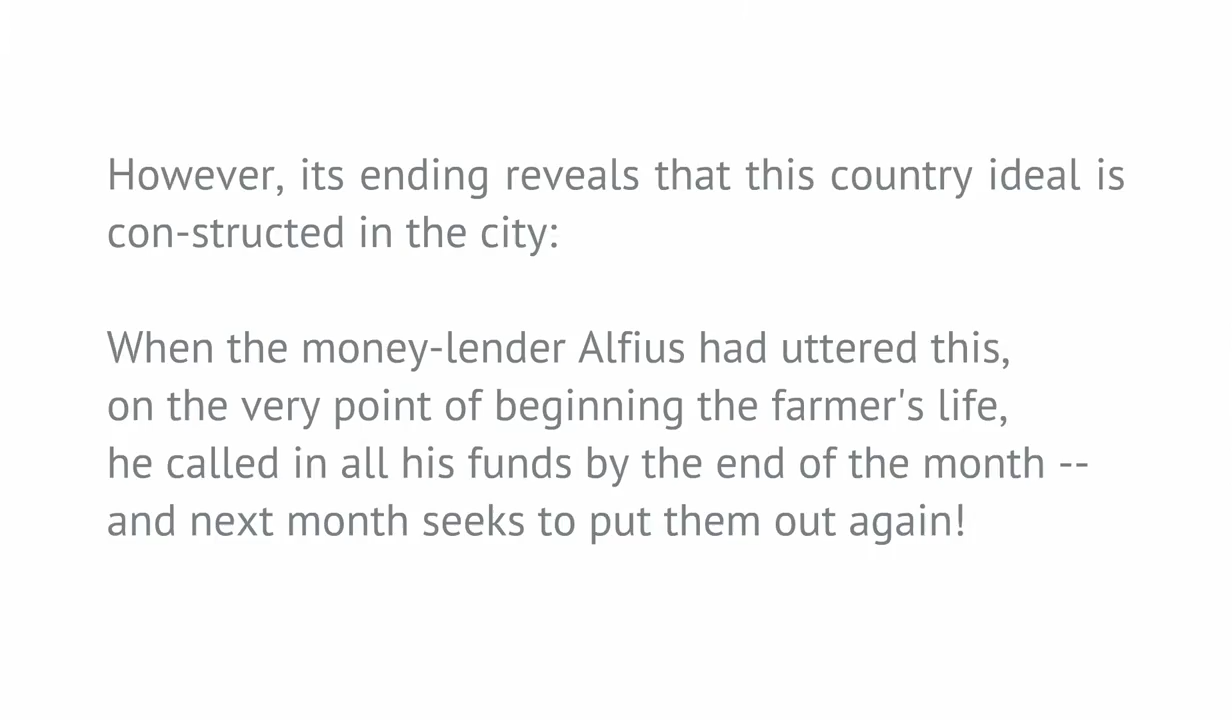 However, its ending reveals that this country ideal is
con-structed in the city:
When the money-lender Alfius had uttered this,
on the very point of beginning the farmer's life,
he called in all his funds by the end of the month --
and next month seeks to put them out again!